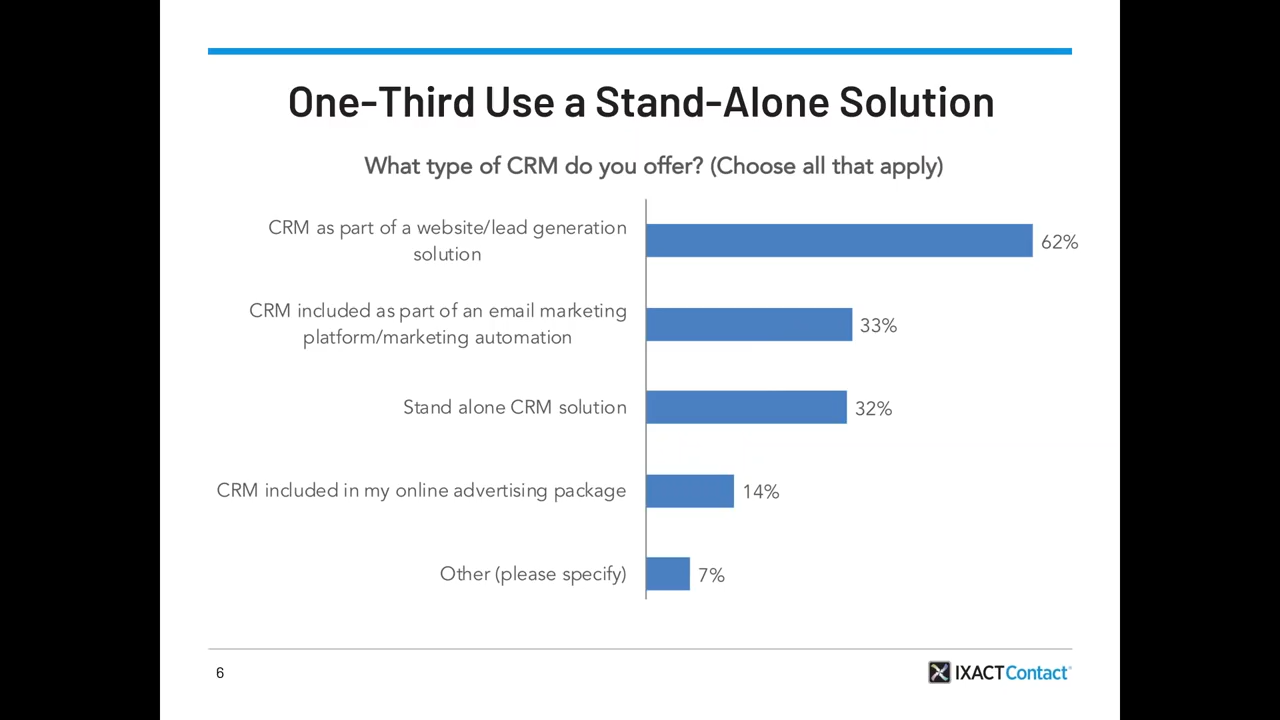 One-Third Use a Stand-Alone Solution
What type of CRM do you offer? (Choose all that apply)
CRM as part of a website/lead generation
solution
62%
CRM included as part of an email marketing
platform/marketing automation
33%
Stand alone CRM solution
32%
CRM included in my online advertising package
14%
Other (please specify)
7%
6
IXACTContact®